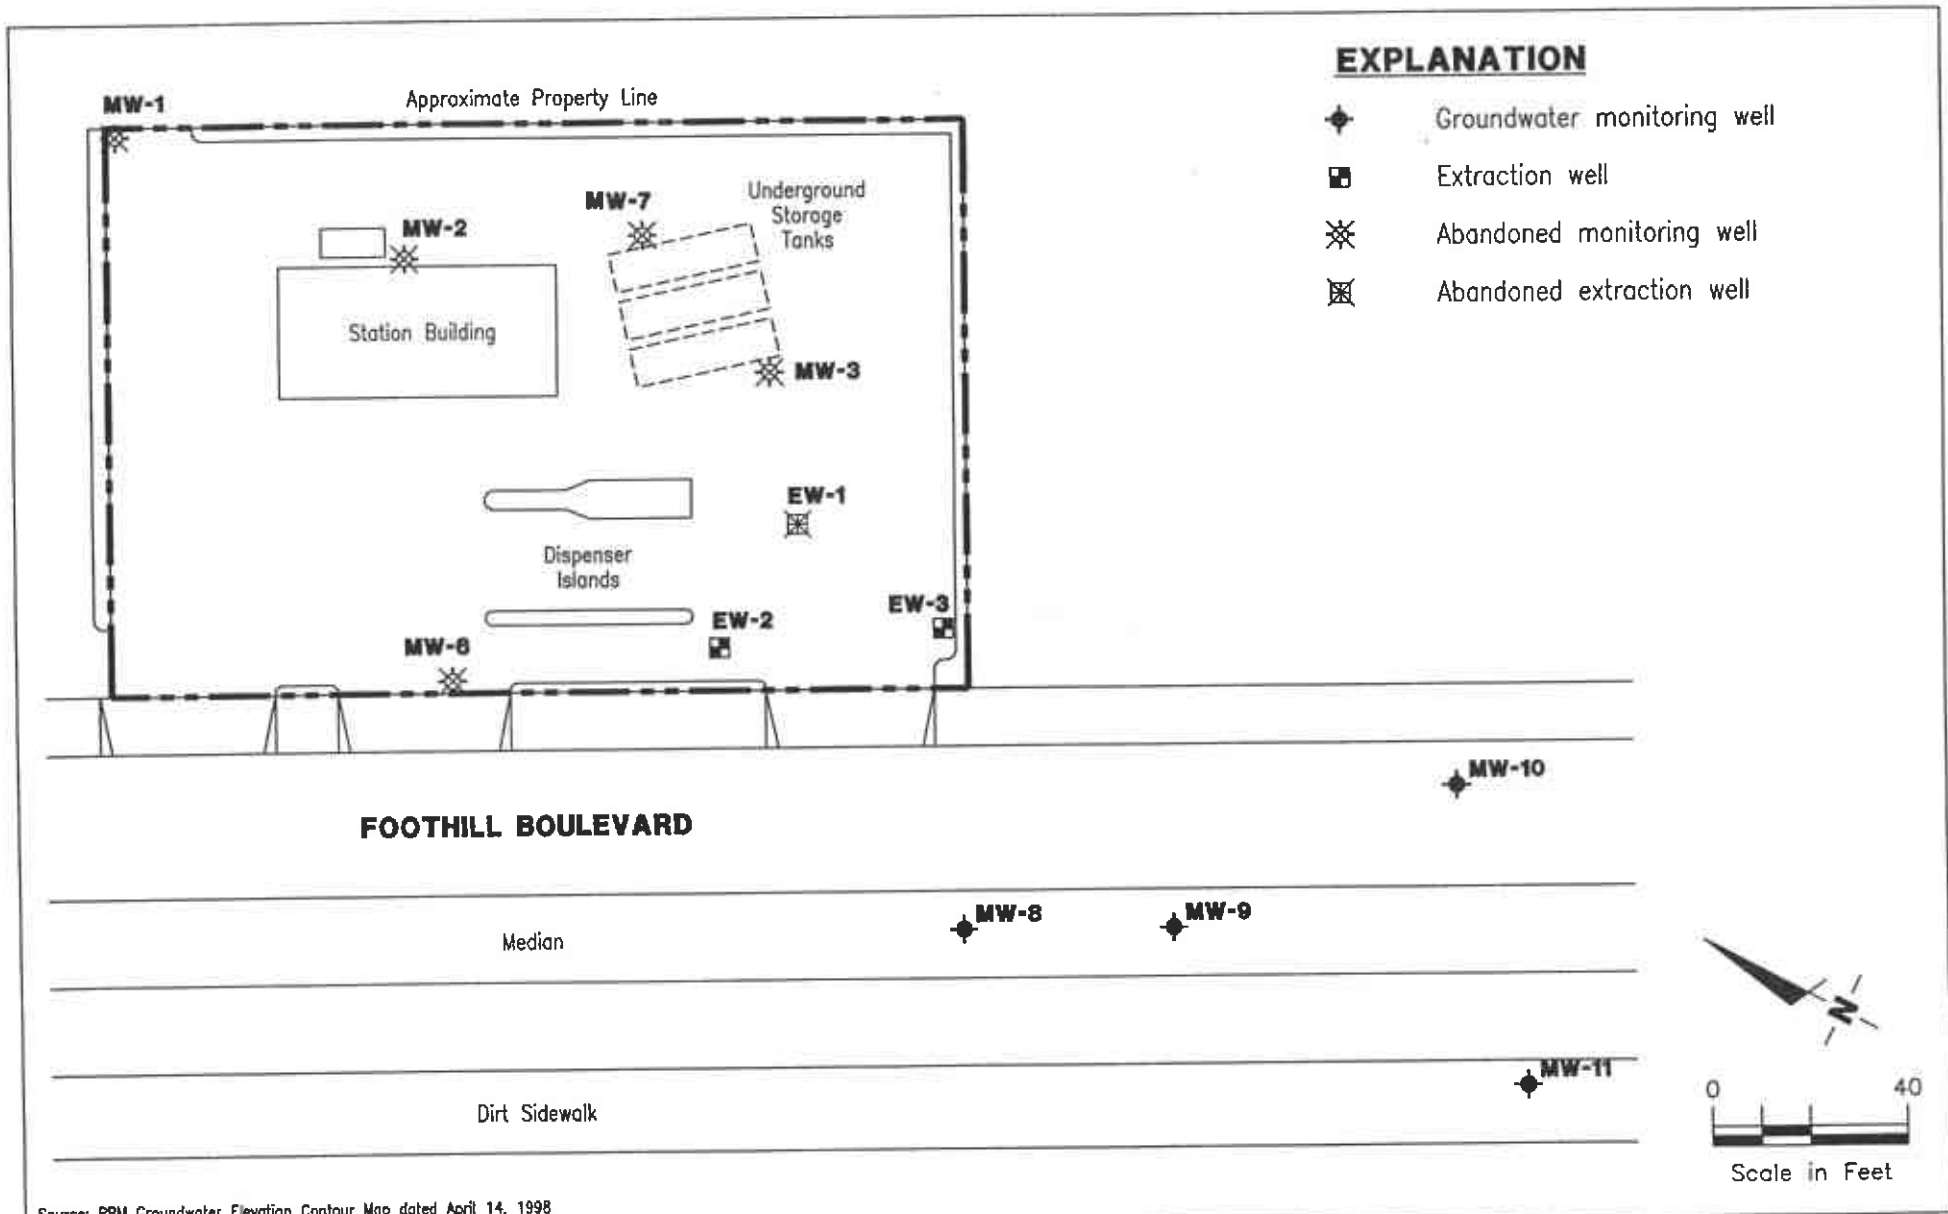 EXPLANATION
Groundwater monitoring well
Extraction well
Abandoned monitoring well
Abandoned extraction well
MW-1
Approximate Property Line
MW-7
Underground
Storage
Tanks
MW-2
Station Building
MW-3
EW-1
Dispenser
Islands
EW-3
EW-2
MW-6
MW-10
FOOTHILL BOULEVARD
MW-8
MW-9
Median
N
MW-11
Dirt Sidewalk
0 40
Scale in Feet
Source: Groundwater Elevation Contour Map dated April 14, 1998